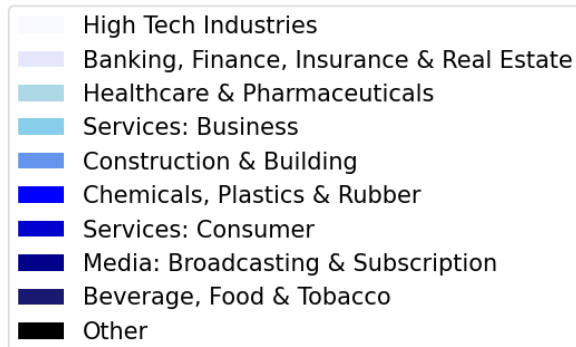 High Tech Industries
Banking, Finance, Insurance & Real Estate
Healthcare & Pharmaceuticals
Services: Business
Construction & Building
Chemicals, Plastics & Rubber
Services: Consumer
Media: Broadcasting & Subscription
Beverage, Food & Tobacco
Other